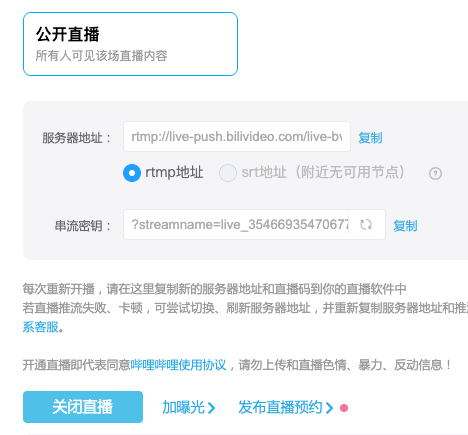 公开直播
所有人可见该场直播内容
服务器地址： rtmp://live-push.bilivideo.com/live-bv 复制
rtmp地址 srt地址（附近无可用节点） ?
串流密钥： ?streamname=live_35466935470677 复制
每次重新开播，请在这里复制新的服务器地址和直播码到你的直播软件中
若直播推流失败、卡顿，可尝试切换、刷新服务器地址，并重新复制服务器地址和推
系客服。
开通直播即代表同意哔哩哔哩使用协议，请勿上传和直播色情、暴力、反动信息！
关闭直播 加曝光 发布直播预约